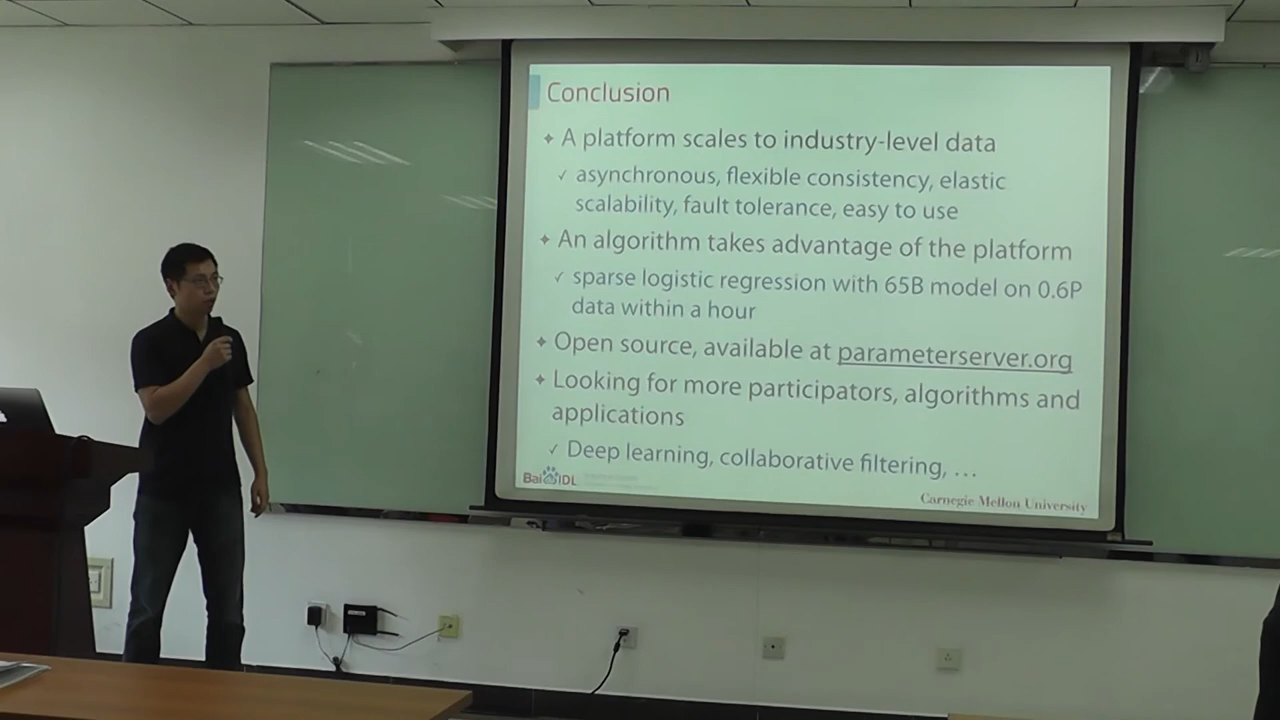 Conclusion
A platform scales to industry-level data
✓ asynchronous, flexible consistency, elastic
scalability, fault tolerance, easy to use
An algorithm takes advantage of the platform
✓ sparse logistic regression with 65B model on 0.6P
data within a hour
Open source, available at parameterserver.org
Looking for more participators, algorithms and
applications
✓ Deep learning, collaborative filtering, …
Bai IDL
Carnegie Mellon University